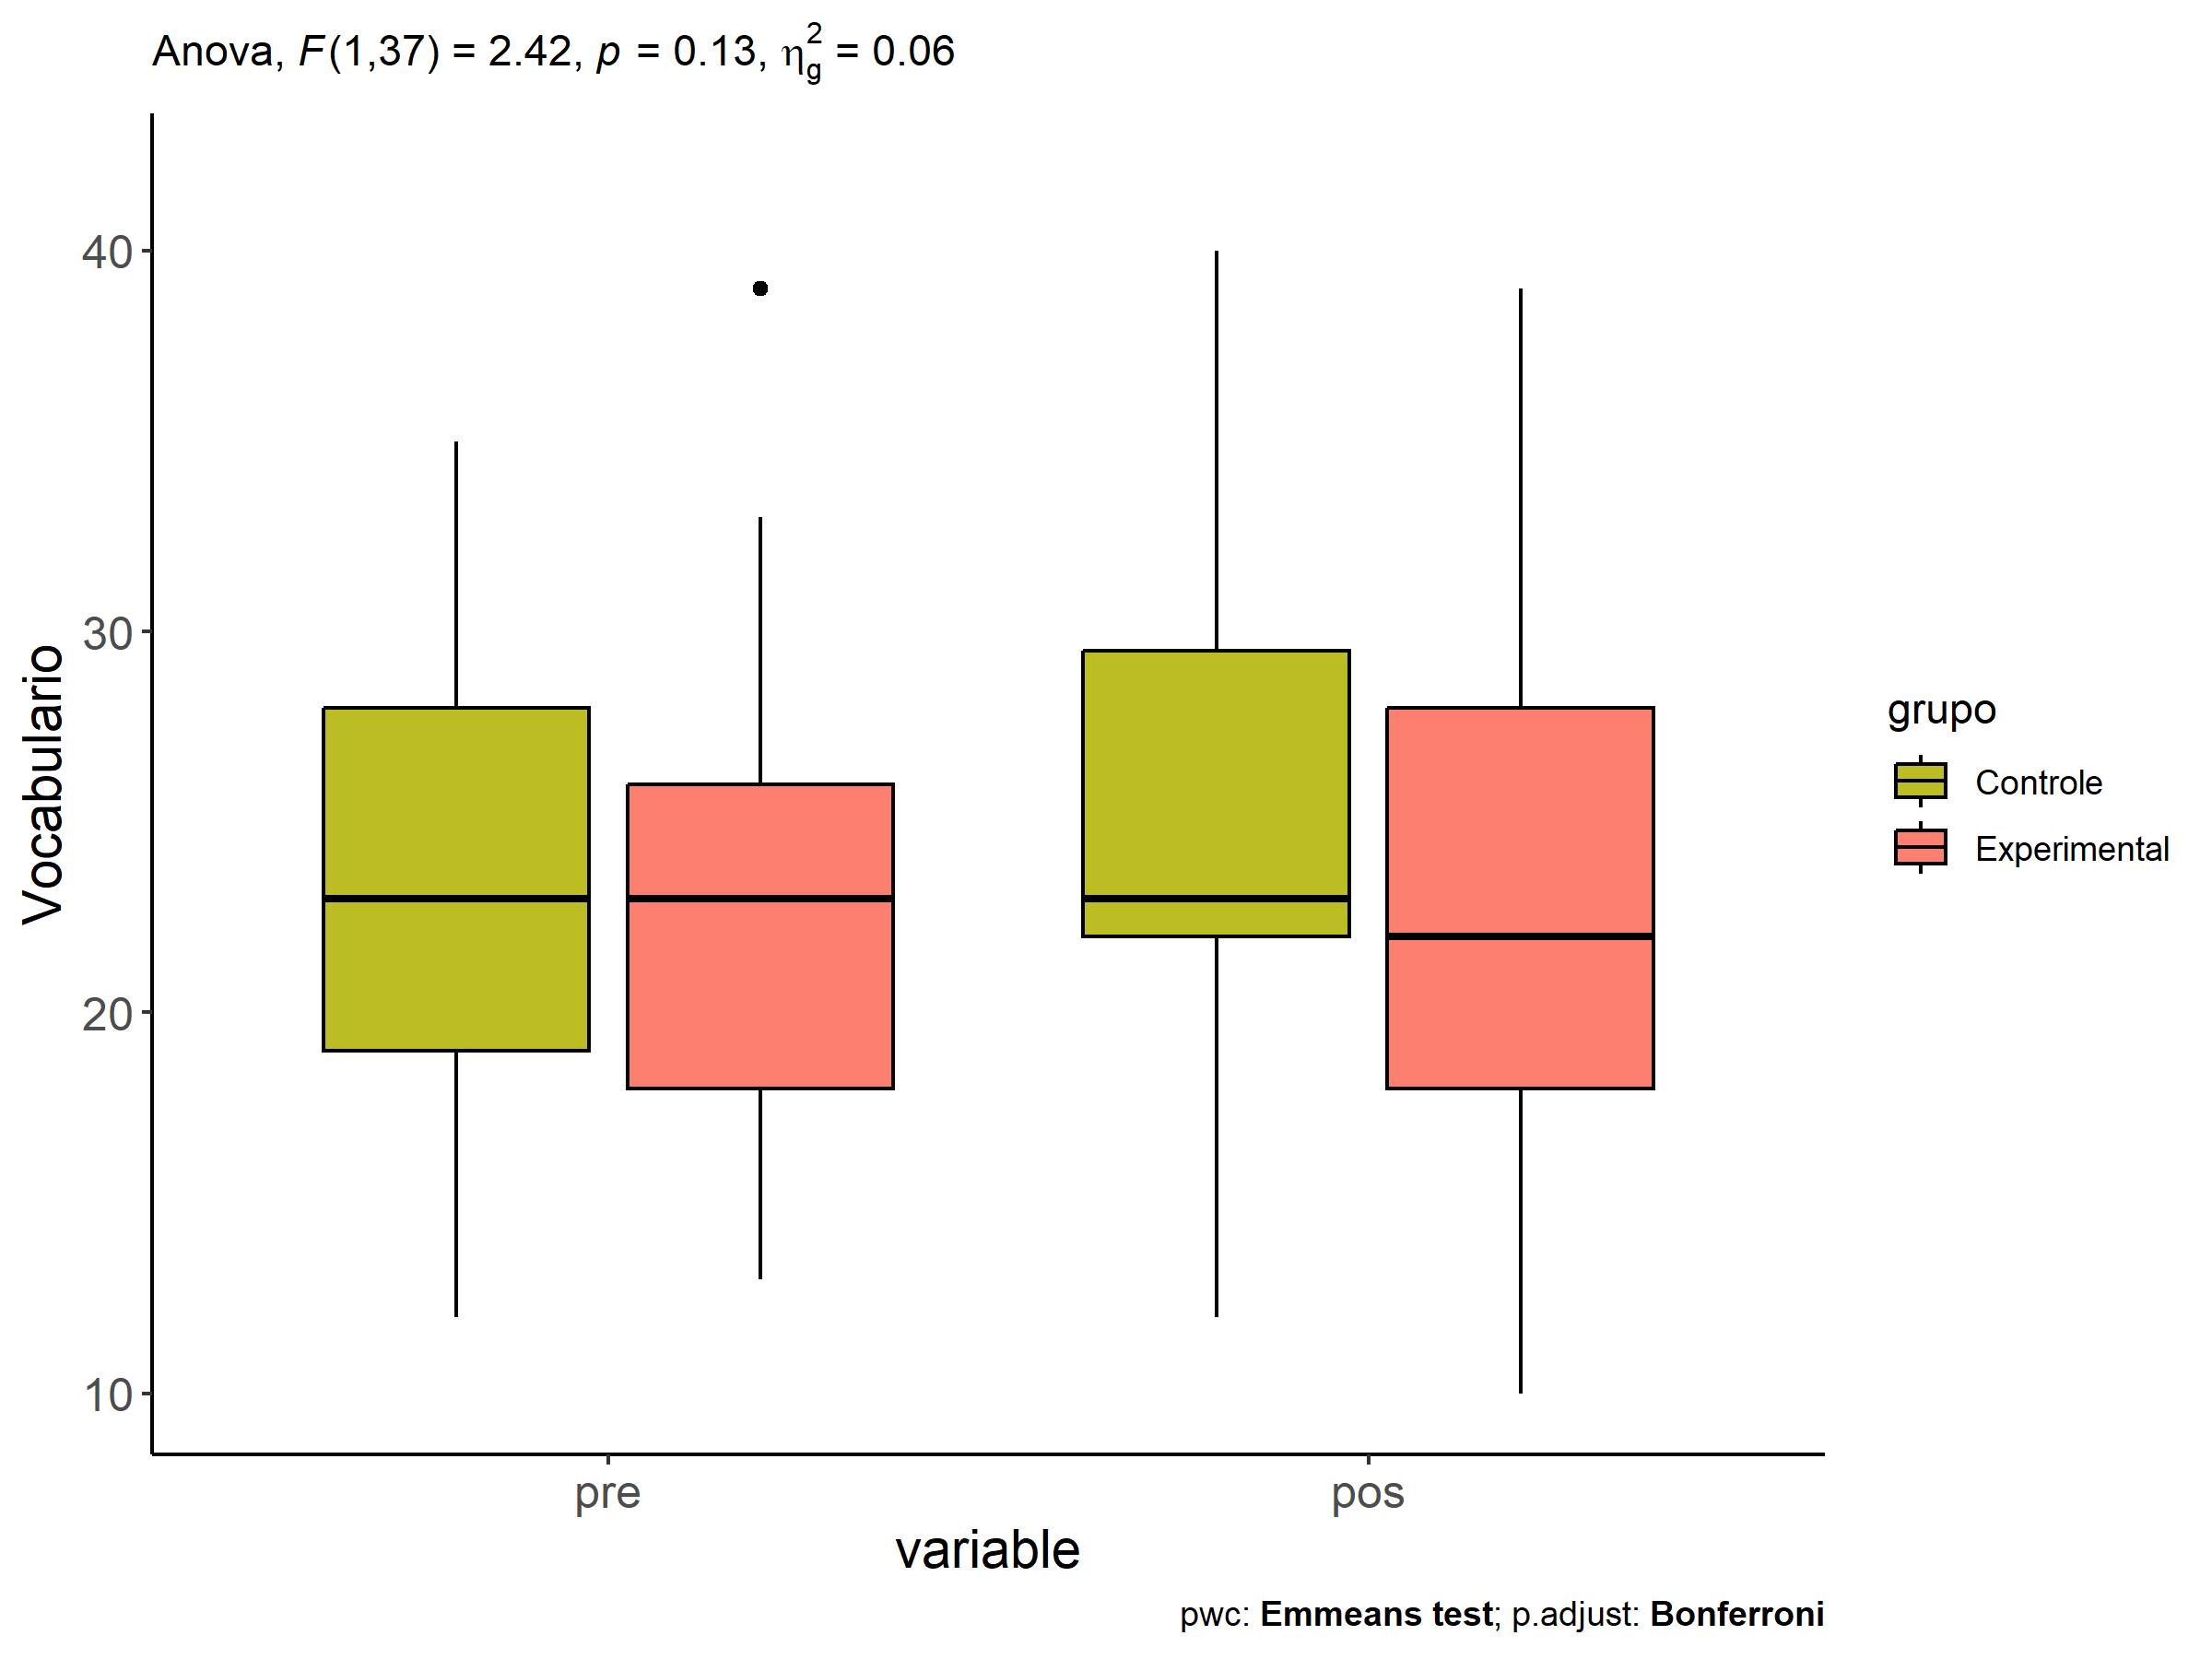 Anova, F(1,37) = 2.42, p = 0.13, η²g = 0.06
Vocabulario
40
30
20
10
pre
pos
variable
grupo
Controle
Experimental
pwc: Emmeans test; p.adjust: Bonferroni